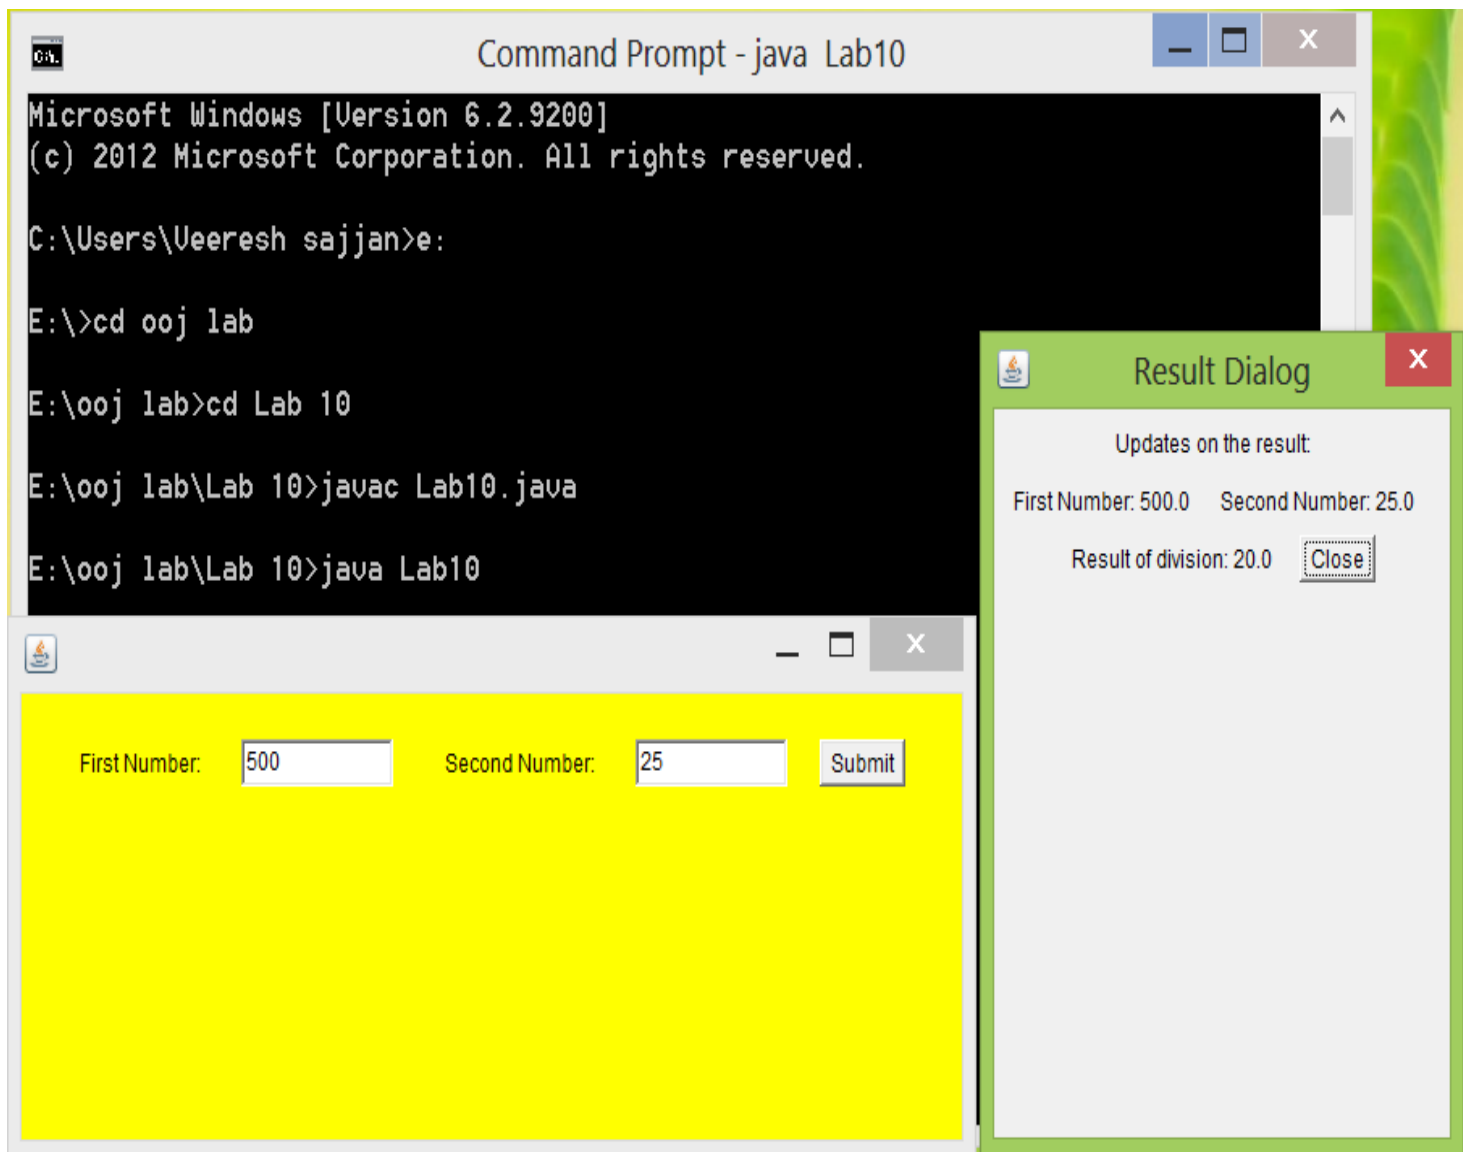 Command Prompt - java  Lab10
Microsoft Windows [Version 6.2.9200]
(c) 2012 Microsoft Corporation. All rights reserved.
C:\Users\Veeresh sajjan>e:
E:\>cd ooj lab
E:\ooj lab>cd Lab 10
E:\ooj lab\Lab 10>javac Lab10.java
E:\ooj lab\Lab 10>java Lab10
Result Dialog
Updates on the result:
First Number: 500.0 Second Number: 25.0
Result of division: 20.0 Close
First Number: 500 Second Number: 25 Submit